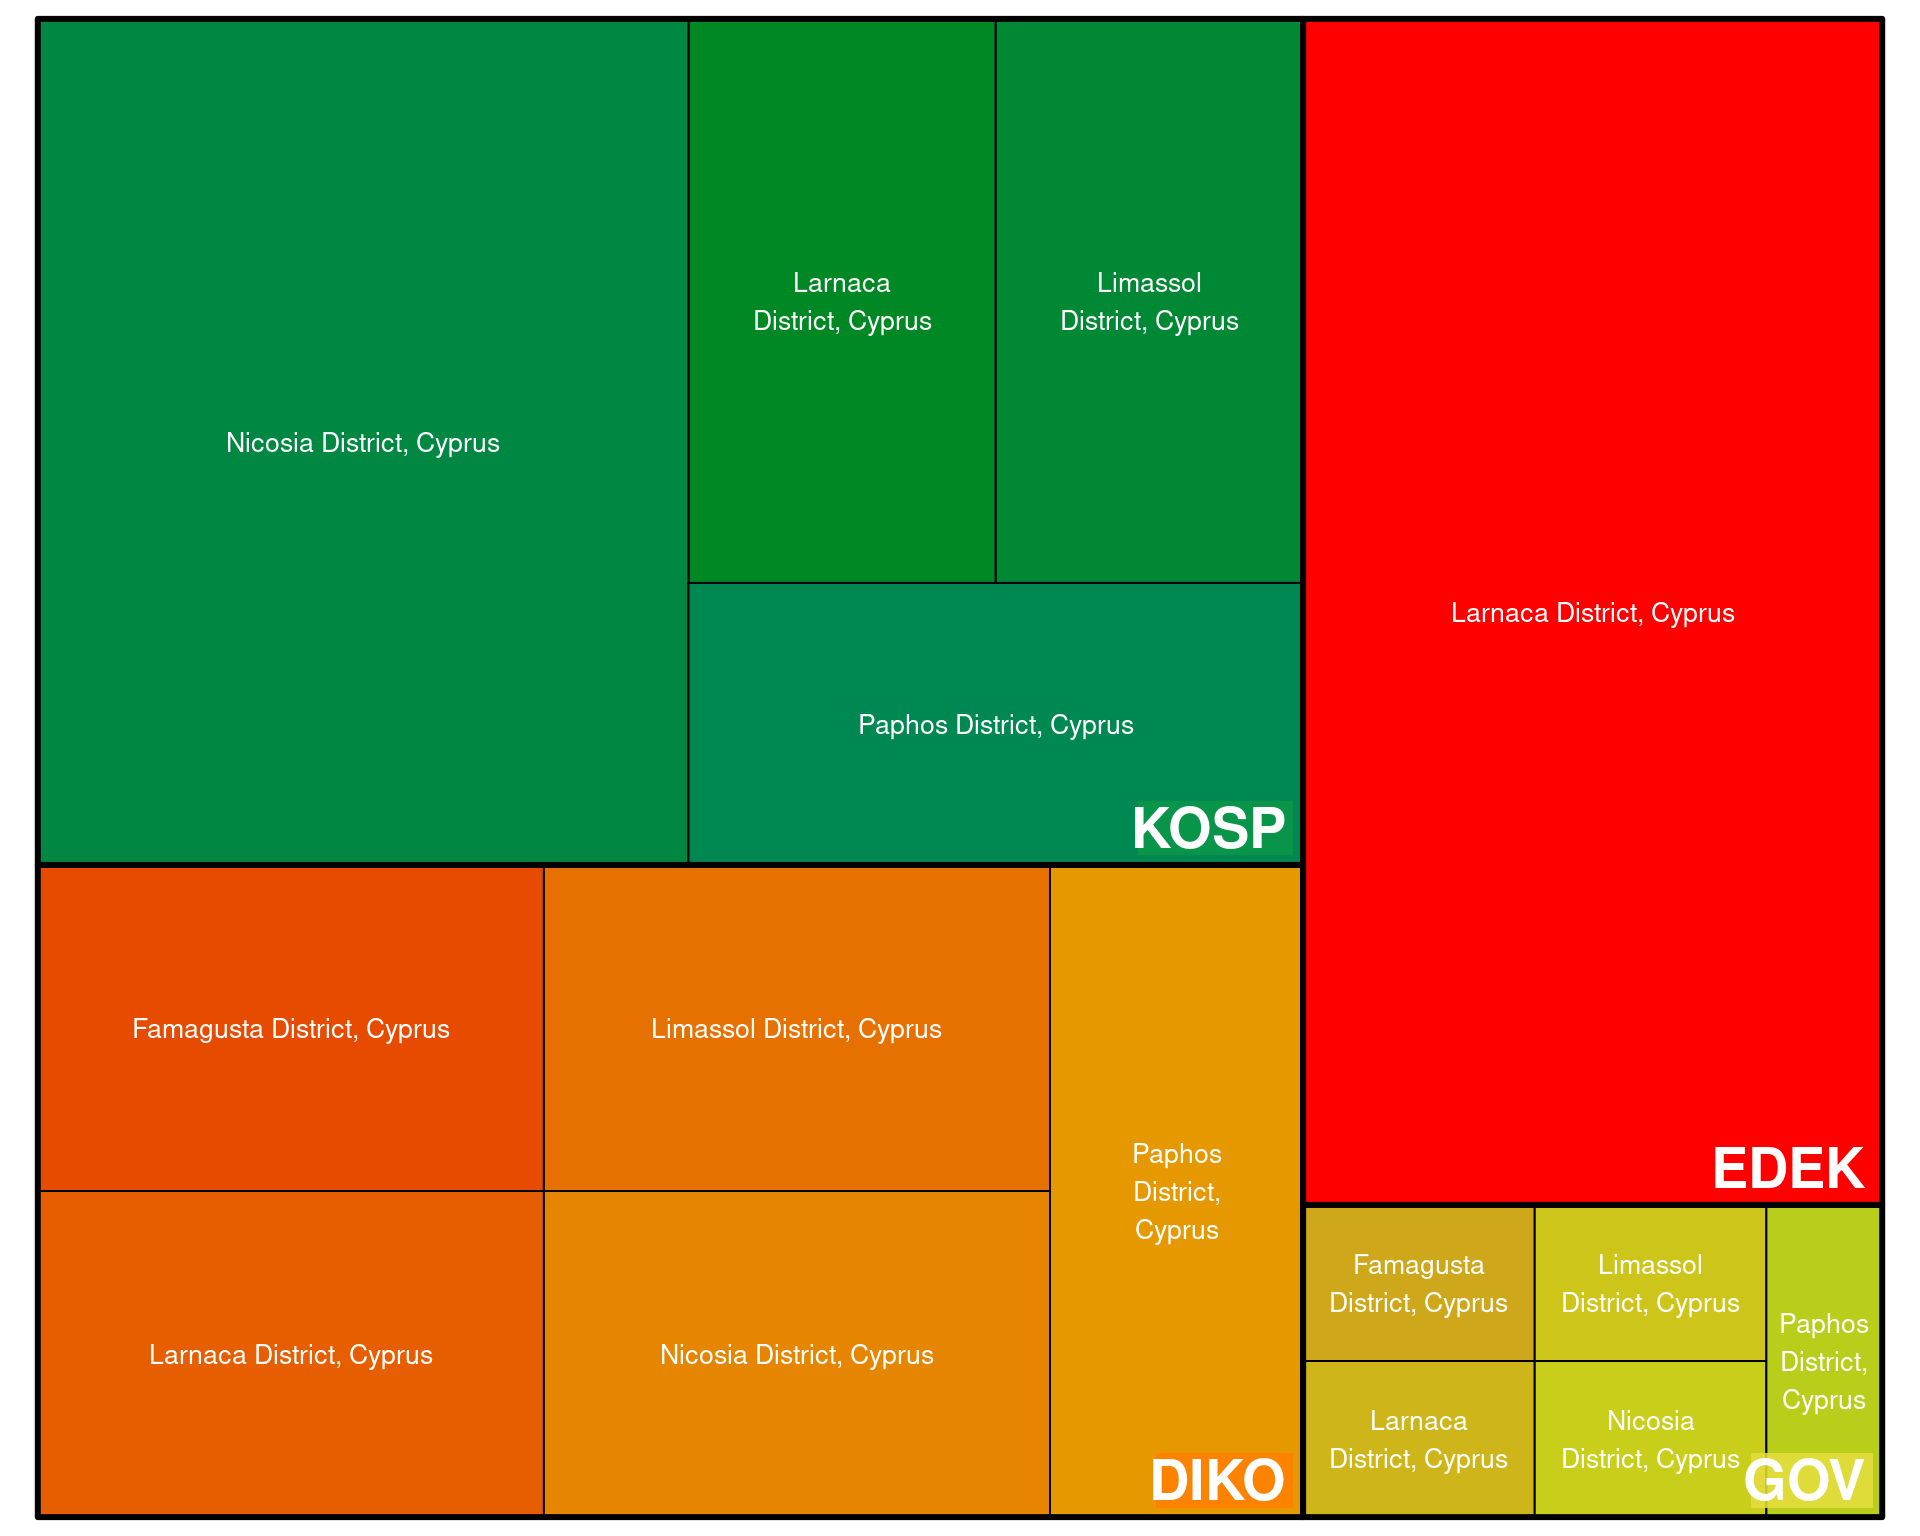 Nicosia District, Cyprus
Larnaca
District, Cyprus
Limassol
District, Cyprus
Paphos District, Cyprus
KOSP
Larnaca District, Cyprus
EDEK
Famagusta District, Cyprus
Limassol District, Cyprus
Larnaca District, Cyprus
Nicosia District, Cyprus
Paphos
District,
Cyprus
DIKO
Famagusta
District, Cyprus
Limassol
District, Cyprus
Larnaca
District, Cyprus
Nicosia
District, Cyprus
Paphos
District,
Cyprus
GOV